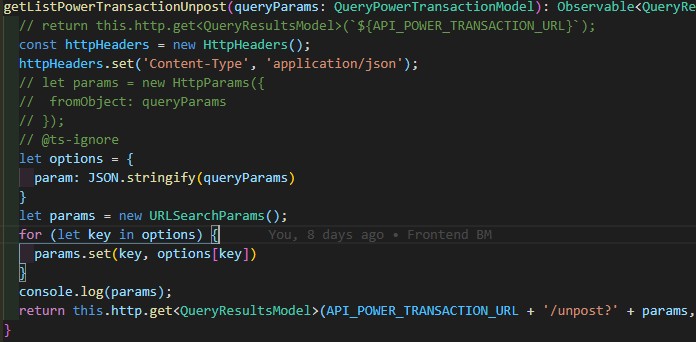 getListPowerTransactionUnpost(queryParams: QueryPowerTransactionModel): Observable<QueryRe
// return this.http.get<QueryResultsModel>(`${API_POWER_TRANSACTION_URL}`);
const httpHeaders = new HttpHeaders();
httpHeaders.set('Content-Type', 'application/json');
// let params = new HttpParams({
//  fromObject: queryParams
// });
// @ts-ignore
let options = {
param: JSON.stringify(queryParams)
}
let params = new URLSearchParams();
for (let key in options) { You, 8 days ago • Frontend BM
params.set(key, options[key])
}
console.log(params);
return this.http.get<QueryResultsModel>(API_POWER_TRANSACTION_URL + '/unpost?' + params,
}